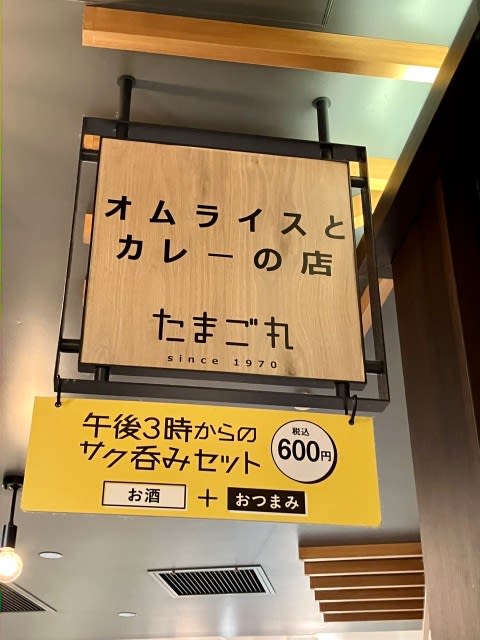 オムライスと
カレーの店
たまご丸
since 1970
午後3時からの
サク呑みセット
税込
600円
お酒 + おつまみ